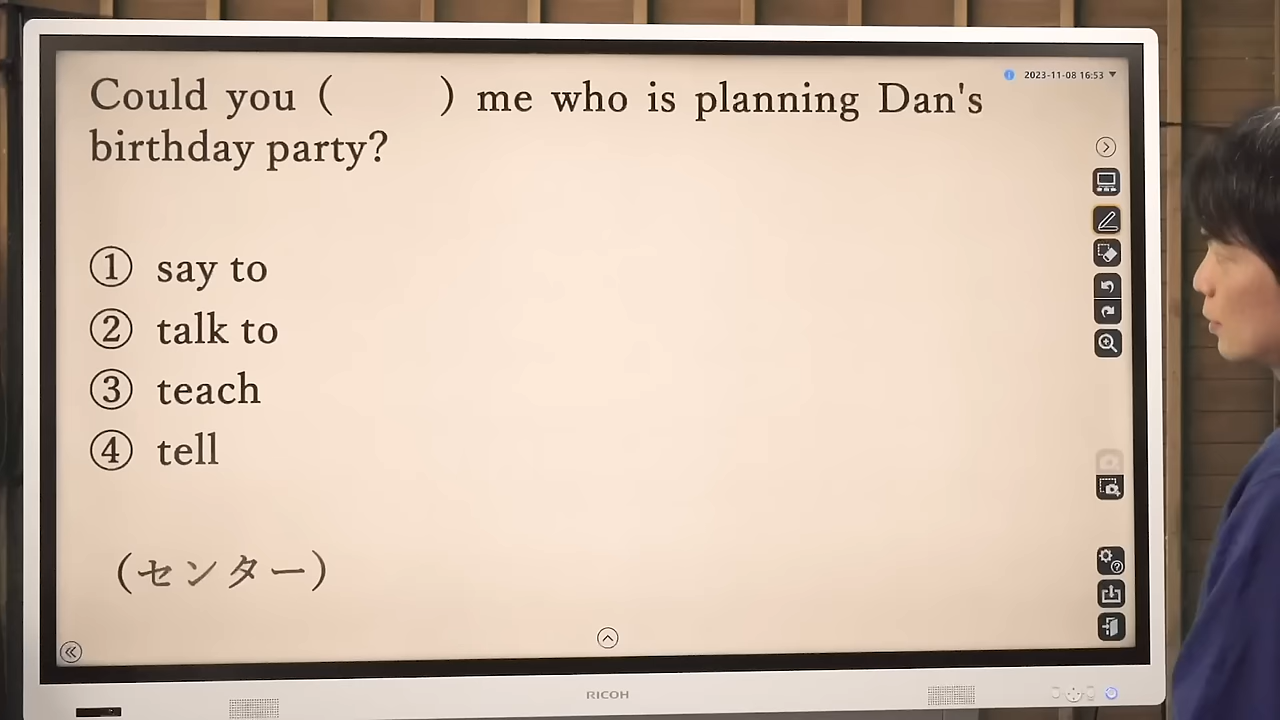 Could you (　　) me who is planning Dan's
birthday party?
2023-11-08 16:53
① say to
② talk to
③ teach
④ tell
(センター)
RICOH